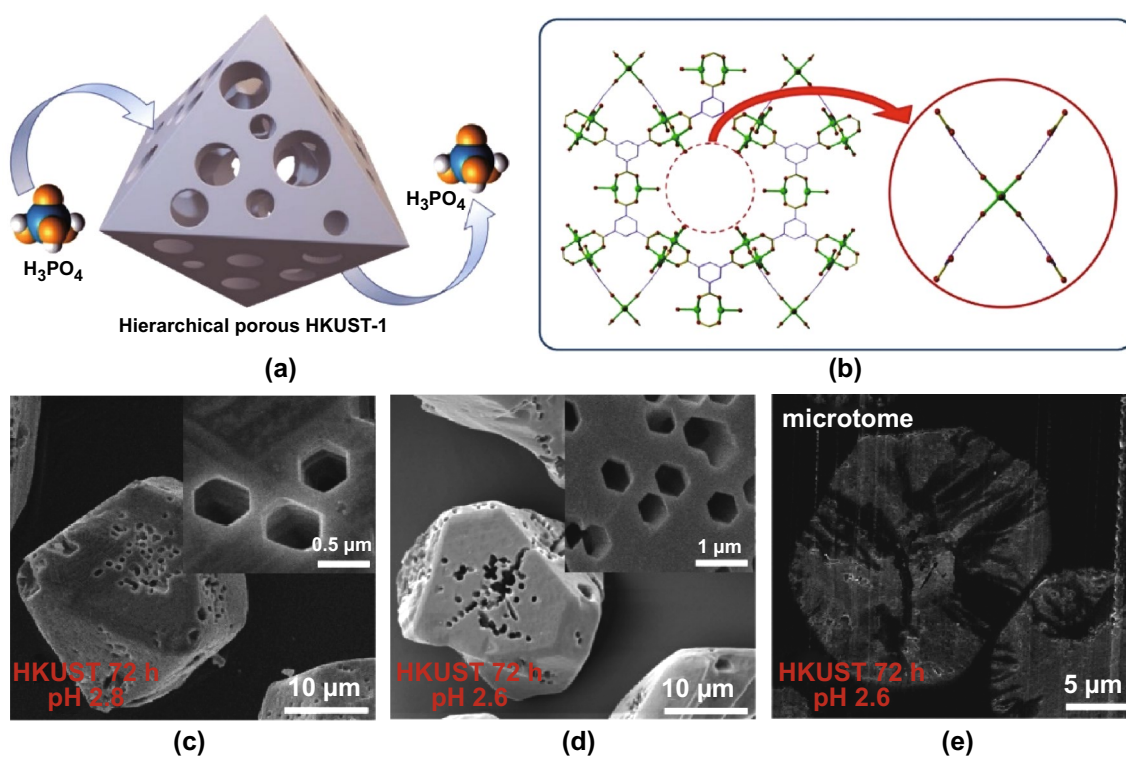 H3PO4
H3PO4
Hierarchical porous HKUST-1
(a)
(b)
0.5 µm
HKUST 72 h
pH 2.8
10 µm
(c)
1 µm
HKUST 72 h
pH 2.6
10 µm
(d)
microtome
HKUST 72 h
pH 2.6
5 µm
(e)